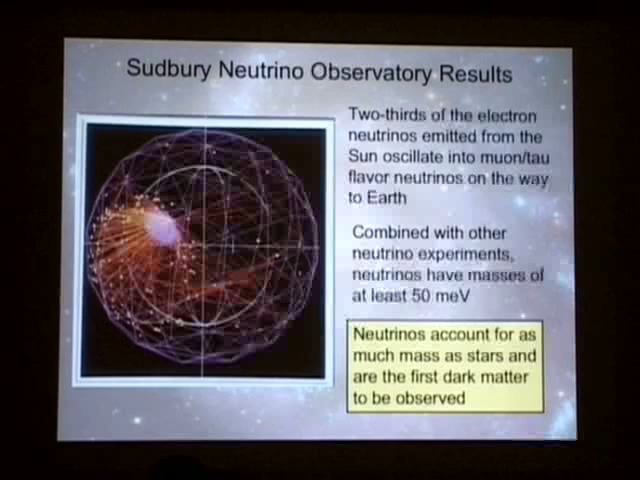 Sudbury Neutrino Observatory Results
Two-thirds of the electron
neutrinos emitted from the
Sun oscillate into muon/tau
flavor neutrinos on the way
to Earth
Combined with other
neutrino experiments,
neutrinos have masses of
at least 50 meV
Neutrinos account for as
much mass as stars and
are the first dark matter
to be observed